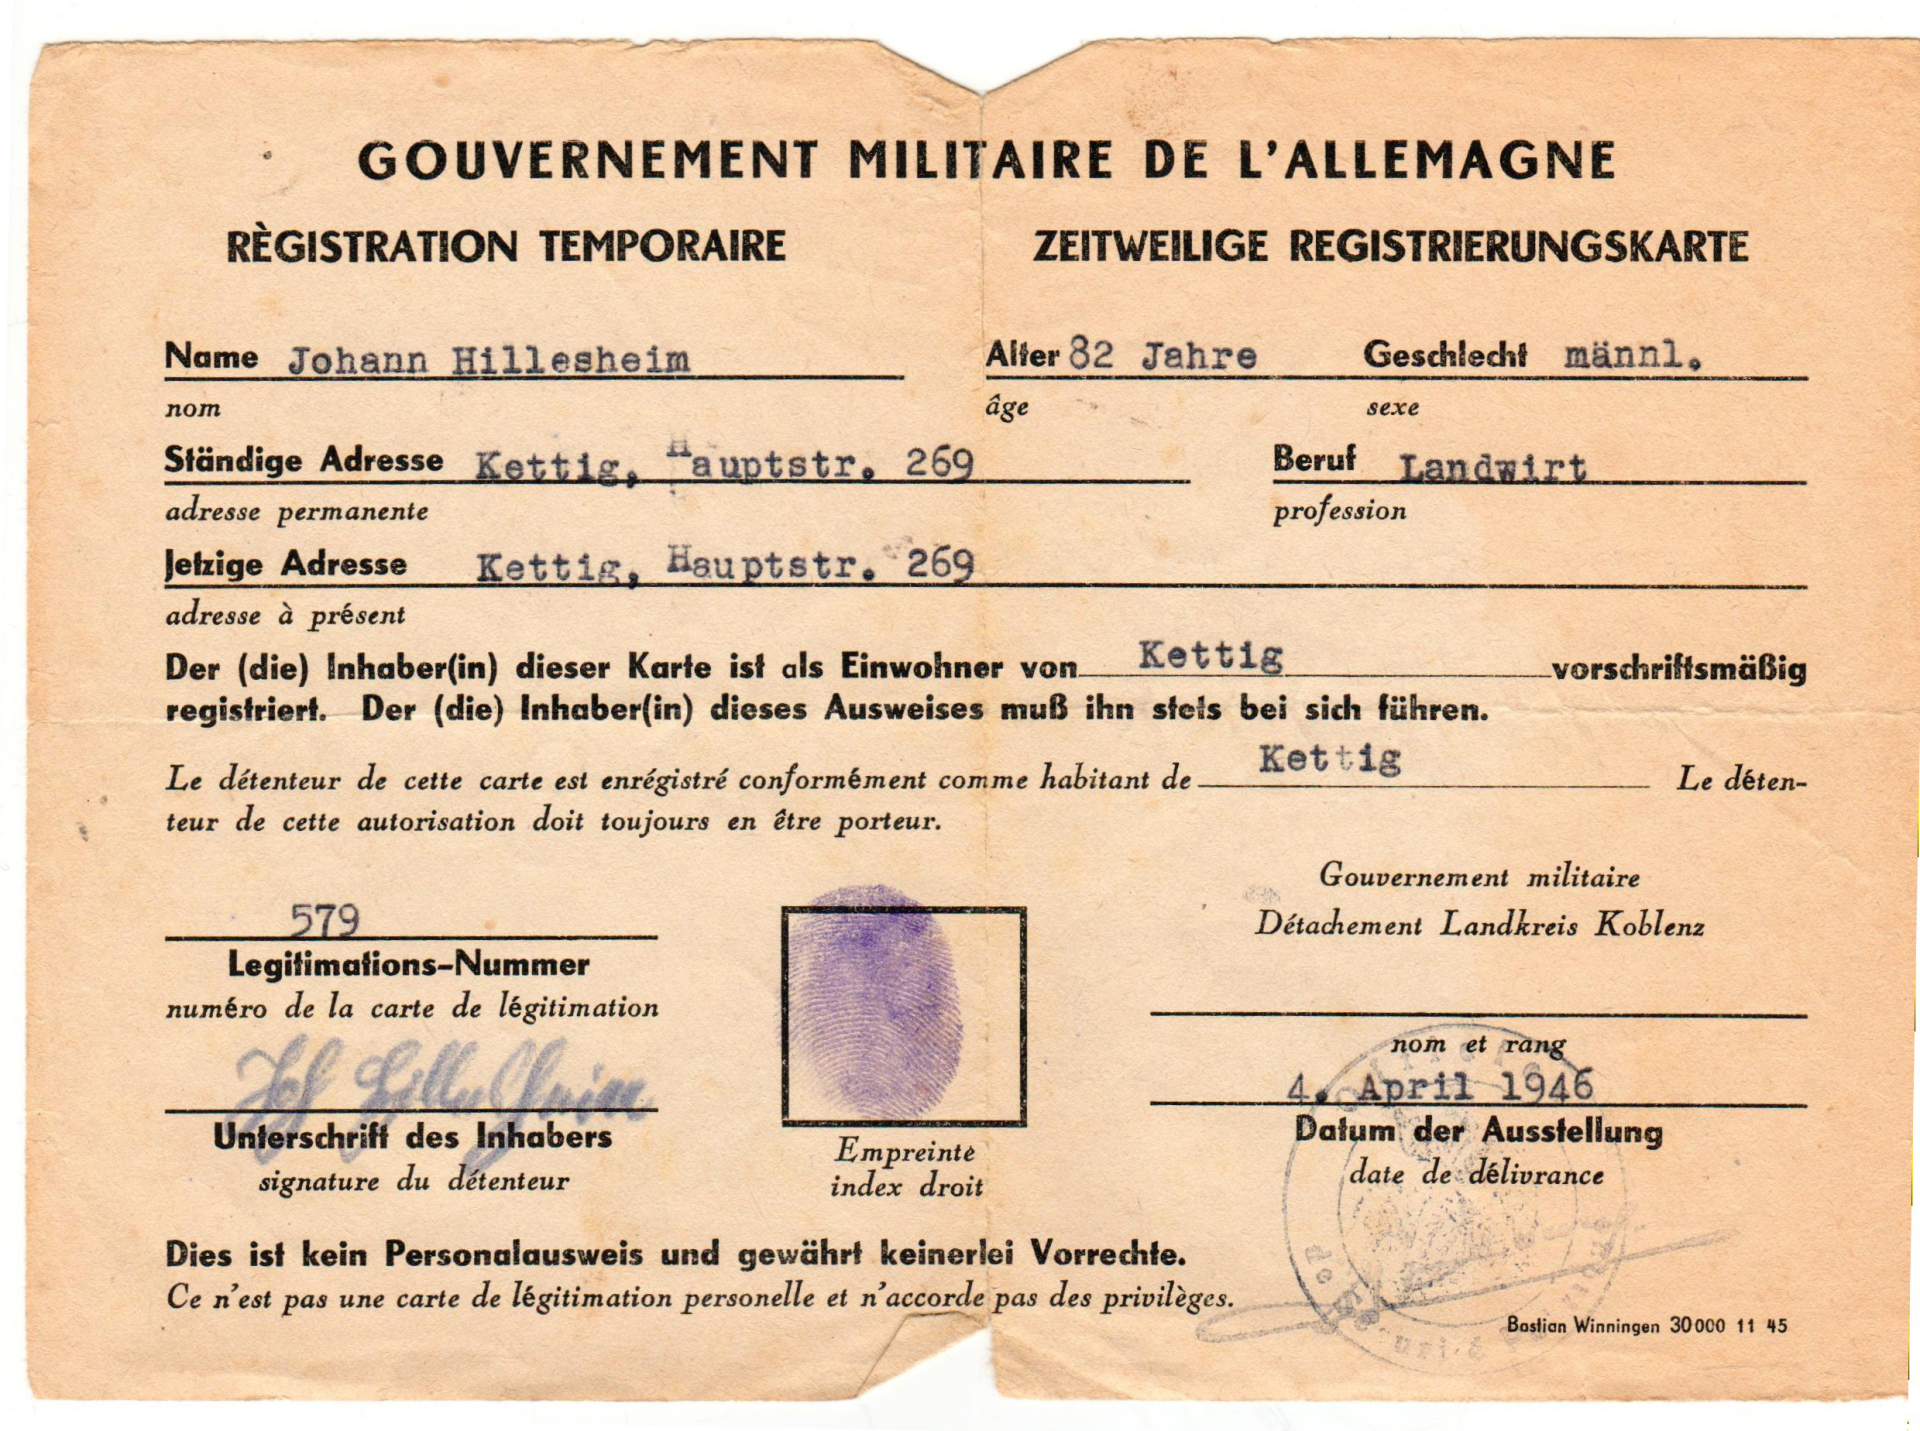 GOUVERNEMENT MILITAIRE DE L'ALLEMAGNE
RÈGISTRATION TEMPORAIRE ZEITWEILIGE REGISTRIERUNGSKARTE
Name Johann Hillesheim Alter 82 Jahre Geschlecht männl.
nom âge sexe
Ständige Adresse Kettig, Hauptstr. 269 Beruf Landwirt
adresse permanente profession
Jetzige Adresse Kettig, Hauptstr. 269
adresse à présent
Der (die) Inhaber(in) dieser Karte ist als Einwohner von Kettig vorschriftsmäßig
registriert. Der (die) Inhaber(in) dieses Ausweises muß ihn stets bei sich führen.
Le détenteur de cette carte est enrégistré conformément comme habitant de Kettig Le déten-
teur de cette autorisation doit toujours en être porteur.
Gouvernement militaire
Détachement Landkreis Koblenz
579
Legitimations-Nummer
numéro de la carte de légitimation
Joh Hillesheim
Unterschrift des Inhabers
signature du détenteur
Empreinte
index droit
nom et rang
4. April 1946
Datum der Ausstellung
date de délivrance
Dies ist kein Personalausweis und gewährt keinerlei Vorrechte.
Ce n'est pas une carte de légitimation personelle et n'accorde pas des privilèges.
Bastian Winningen 30000 11 45